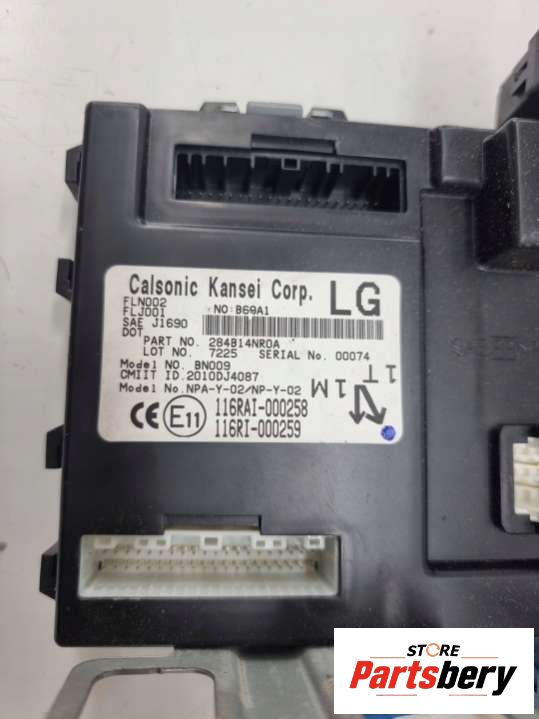 Calsonic Kansei Corp. LG
FLN002
FLJ001 NO:B60A1
SAE J1690
DOT
PART NO. 284B14NR0A
LOT NO. 7225 SERIAL No. 00074
Model No. BN009
CMIIT ID.2010DJ4087
Model No.NPA-Y-02/NP-Y-02
1M
1T
CE E11 116RAI-000258
116RI-000259
STORE
Partsbery